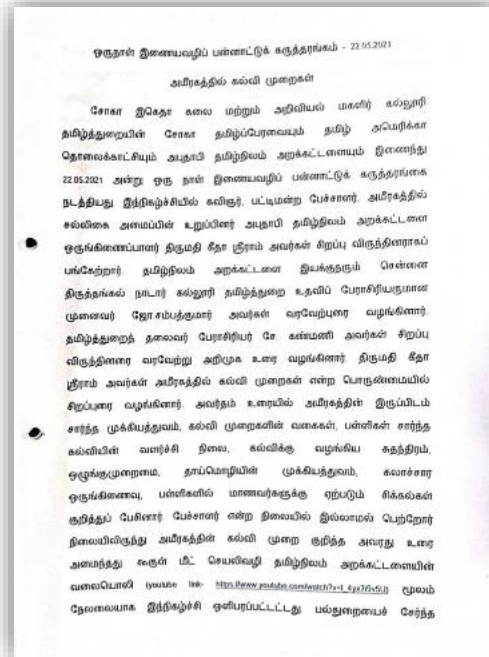 ஒருநாள் இணையவழிப் பன்னாட்டுக் கருத்தரங்கம் - 22.05.2021
அமீரகத்தில் கல்வி முறைகள்
சோகா இகெதா கலை மற்றும் அறிவியல் மகளிர் கல்லூரி
தமிழ்த்துறையின் சோகா தமிழ்ப்பேரவையும் தமிழ் அமெரிக்கா
தொலைக்காட்சியும் அபுதாபி தமிழ்நிலம் அறக்கட்டளையும் இணைந்து
22.05.2021 அன்று ஒரு நாள் இணையவழிப் பன்னாட்டுக் கருத்தரங்கை
நடத்தியது இந்நிகழ்ச்சியில் கவிஞர், பட்டிமன்ற பேச்சாளர், அமீரகத்தில்
சல்லிகை அமைப்பின் உறுப்பினர் அபுதாபி தமிழ்நிலம் அறக்கட்டளை
ஒருங்கிணைப்பாளர் திருமதி கீதா ஸ்ரீராம் அவர்கள் சிறப்பு விருந்தினராகப்
பங்கேற்றார். தமிழ்நிலம் அறக்கட்டளை இயக்குநரும் சென்னை
திருத்தங்கல் நாடார் கல்லூரி தமிழ்த்துறை உதவிப் பேராசிரியருமான
முனைவர் ஜோ.சம்பத்குமார் அவர்கள் வரவேற்புரை வழங்கினார்.
தமிழ்த்துறைத் தலைவர் பேராசிரியர் சே. கண்மணி அவர்கள் சிறப்பு
விருந்தினரை வரவேற்று அறிமுக உரை வழங்கினார். திருமதி கீதா
ஸ்ரீராம் அவர்கள் அமீரகத்தில் கல்வி முறைகள் என்ற பொருண்மையில்
சிறப்புரை வழங்கினார். அவர்தம் உரையில் அமீரகத்தின் இருப்பிடம்
சார்ந்த முக்கியத்துவம், கல்வி முறைகளின் வகைகள், பள்ளிகள் சார்ந்த
கல்வியின் வளர்ச்சி நிலை, கல்விக்கு வழங்கிய சுதந்திரம்,
ஒழுங்குமுறைமை, தாய்மொழியின் முக்கியத்துவம், கலாச்சார
ஒருங்கிணைவு, பள்ளிகளில் மாணவர்களுக்கு ஏற்படும் சிக்கல்கள்
குறித்துப் பேசினார். பேச்சாளர் என்ற நிலையில் இல்லாமல் பெற்றோர்
நிலையிலிருந்து அமீரகத்தின் கல்வி முறை குறித்த அவரது உரை
அமைந்தது. கூகுள் மீட் செயலிவழி தமிழ்நிலம் அறக்கட்டளையின்
வலையொலி (youtube link- மூலம்
நேரலையாக இந்நிகழ்ச்சி ஒளிபரப்பட்டட்டது. பல்துறையைச் சேர்ந்த